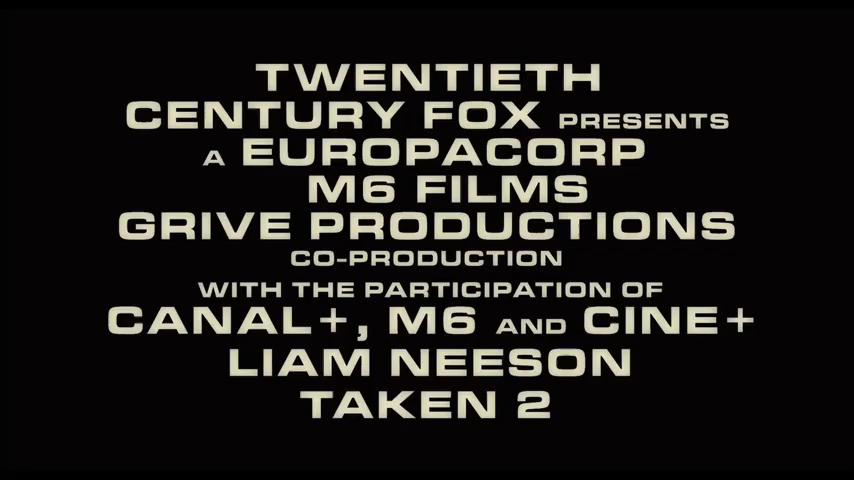 TWENTIETH
CENTURY FOX PRESENTS
A EUROPACORP
M6 FILMS
GRIVE PRODUCTIONS
CO-PRODUCTION
WITH THE PARTICIPATION OF
CANAL+, M6 AND CINE+
LIAM NEESON
TAKEN 2